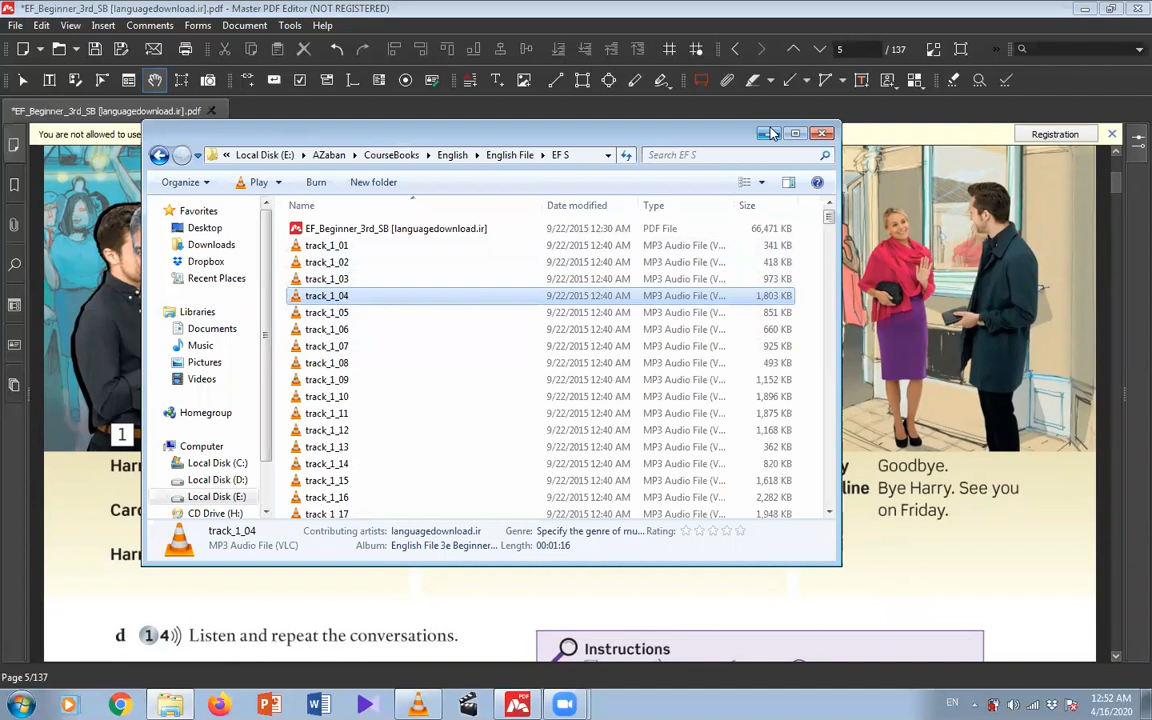 *EF_Beginner_3rd_SB [languagedownload.ir].pdf - Master PDF Editor (NOT REGISTERED)
File Edit View Insert Comments Forms Document Tools Help
5 / 137
*EF_Beginner_3rd_SB [languagedownload.ir].pdf
You are not allowed to use
Registration
Local Disk (E:) AZaban CourseBooks English English File EF S
Search EF S
Organize Play Burn New folder
Name Date modified Type Size
Favorites
Desktop
Downloads
Dropbox
Recent Places
Libraries
Documents
Music
Pictures
Videos
Homegroup
Computer
Local Disk (C:)
Local Disk (D:)
Local Disk (E:)
CD Drive (H:)
EF_Beginner_3rd_SB [languagedownload.ir] 9/22/2015 12:30 AM PDF File 66,471 KB
track_1_01 9/22/2015 12:40 AM MP3 Audio File (V... 341 KB
track_1_02 9/22/2015 12:40 AM MP3 Audio File (V... 418 KB
track_1_03 9/22/2015 12:40 AM MP3 Audio File (V... 973 KB
track_1_04 9/22/2015 12:40 AM MP3 Audio File (V... 1,803 KB
track_1_05 9/22/2015 12:40 AM MP3 Audio File (V... 851 KB
track_1_06 9/22/2015 12:40 AM MP3 Audio File (V... 660 KB
track_1_07 9/22/2015 12:40 AM MP3 Audio File (V... 925 KB
track_1_08 9/22/2015 12:40 AM MP3 Audio File (V... 493 KB
track_1_09 9/22/2015 12:40 AM MP3 Audio File (V... 1,152 KB
track_1_10 9/22/2015 12:40 AM MP3 Audio File (V... 1,896 KB
track_1_11 9/22/2015 12:40 AM MP3 Audio File (V... 1,875 KB
track_1_12 9/22/2015 12:40 AM MP3 Audio File (V... 1,168 KB
track_1_13 9/22/2015 12:40 AM MP3 Audio File (V... 362 KB
track_1_14 9/22/2015 12:40 AM MP3 Audio File (V... 820 KB
track_1_15 9/22/2015 12:40 AM MP3 Audio File (V... 1,618 KB
track_1_16 9/22/2015 12:40 AM MP3 Audio File (V... 2,282 KB
track_1_17 9/22/2015 12:40 AM MP3 Audio File (V... 1,948 KB
track_1_04 Contributing artists: languagedownload.ir Genre: Specify the genre of mu... Rating:
MP3 Audio File (VLC) Album: English File 3e Beginner... Length: 00:01:16
1
Harr
Caro
Harr
y Goodbye.
line Bye Harry. See you
on Friday.
d 1 4 Listen and repeat the conversations.
Instructions
Page 5/137
EN
12:52 AM
4/16/2020